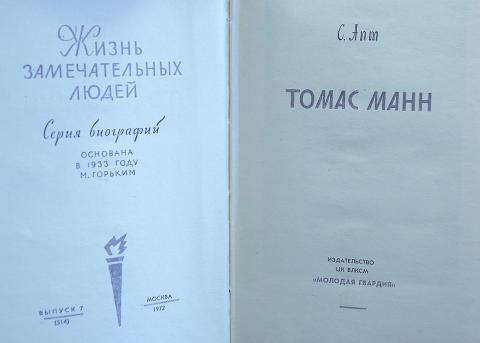 Жизнь
ЗАМЕЧАТЕЛЬНЫХ
ЛЮДЕЙ
Серия биографий
ОСНОВАНА
В 1933 ГОДУ
М. ГОРЬКИМ
ВЫПУСК 7
(514)
МОСКВА
1972
С. Апт
ТОМАС МАНН
ИЗДАТЕЛЬСТВО
ЦК ВЛКСМ
«МОЛОДАЯ ГВАРДИЯ»